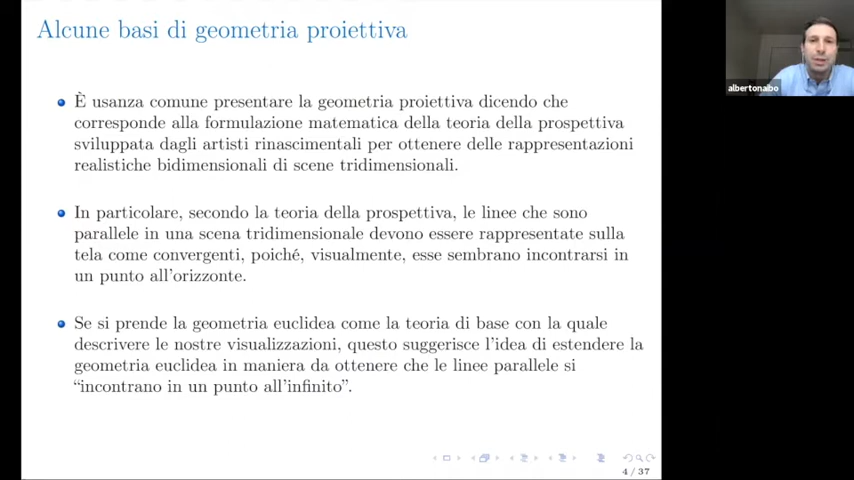 Alcune basi di geometria proiettiva
È usanza comune presentare la geometria proiettiva dicendo che
corresponde alla formulazione matematica della teoria della prospettiva
sviluppata dagli artisti rinascimentali per ottenere delle rappresentazioni
realistiche bidimensionali di scene tridimensionali.
In particolare, secondo la teoria della prospettiva, le linee che sono
parallele in una scena tridimensionale devono essere rappresentate sulla
tela come convergenti, poiché, visualmente, esse sembrano incontrarsi in
un punto all'orizzonte.
Se si prende la geometria euclidea come la teoria di base con la quale
descrivere le nostre visualizzazioni, questo suggerisce l'idea di estendere la
geometria euclidea in maniera da ottenere che le linee parallele si
“incontrano in un punto all'infinito”.
4 / 37
albertonaibo